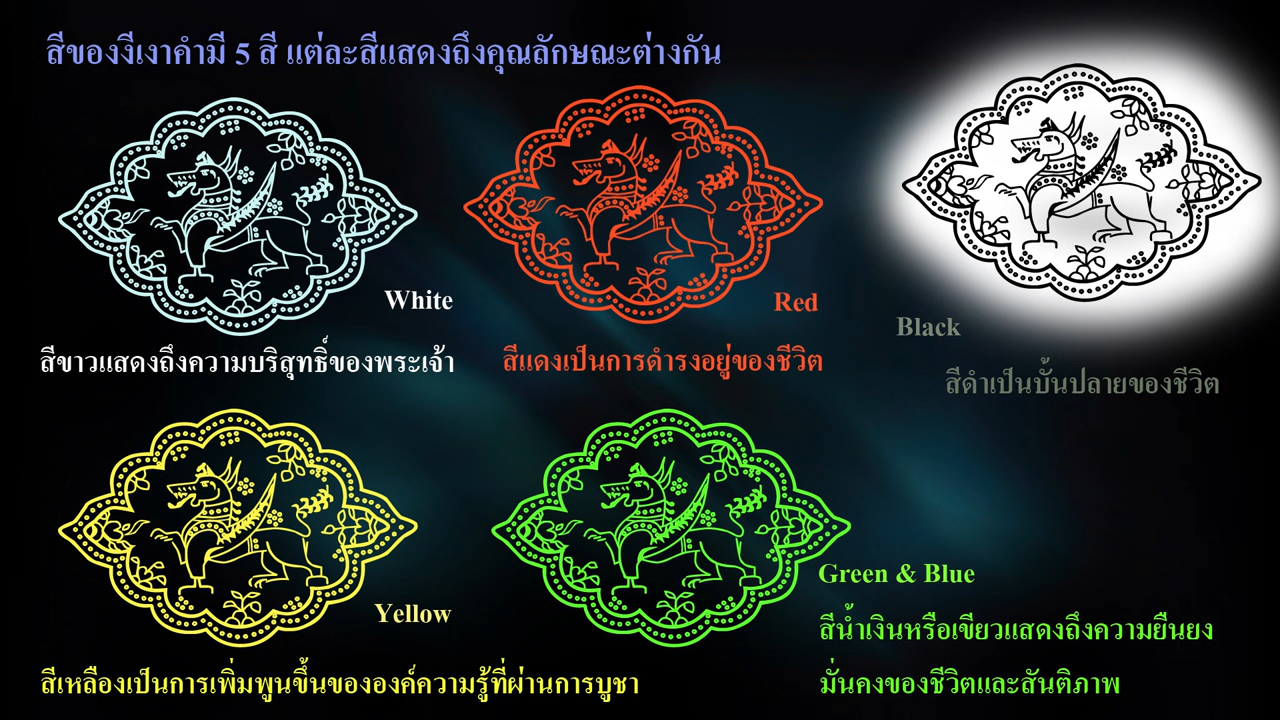 สีของงีเงาคำมี 5 สี แต่ละสีแสดงถึงคุณลักษณะต่างกัน
White
สีขาวแสดงถึงความบริสุทธิ์ของพระเจ้า
Red
สีแดงเป็นการดำรงอยู่ของชีวิต
Black
สีดำเป็นบั้นปลายของชีวิต
Yellow
สีเหลืองเป็นการเพิ่มพูนขึ้นขององค์ความรู้ที่ผ่านการบูชา
Green & Blue
สีน้ำเงินหรือเขียวแสดงถึงความยืนยง
มั่นคงของชีวิตและสันติภาพ